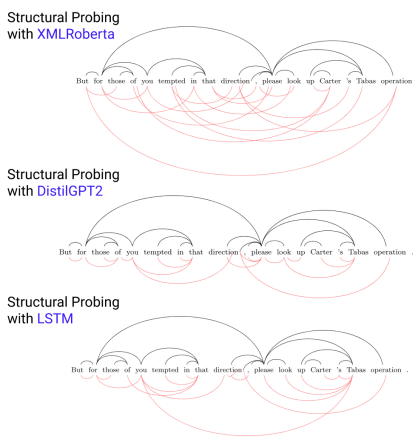 Structural Probing
with XMLRoberta
But for those of you tempted in that direction , please look up Carter 's Tabas operation
Structural Probing
with DistilGPT2
But for those of you tempted in that direction , please look up Carter 's Tabas operation .
Structural Probing
with LSTM
But for those of you tempted in that direction , please look up Carter 's Tabas operation .